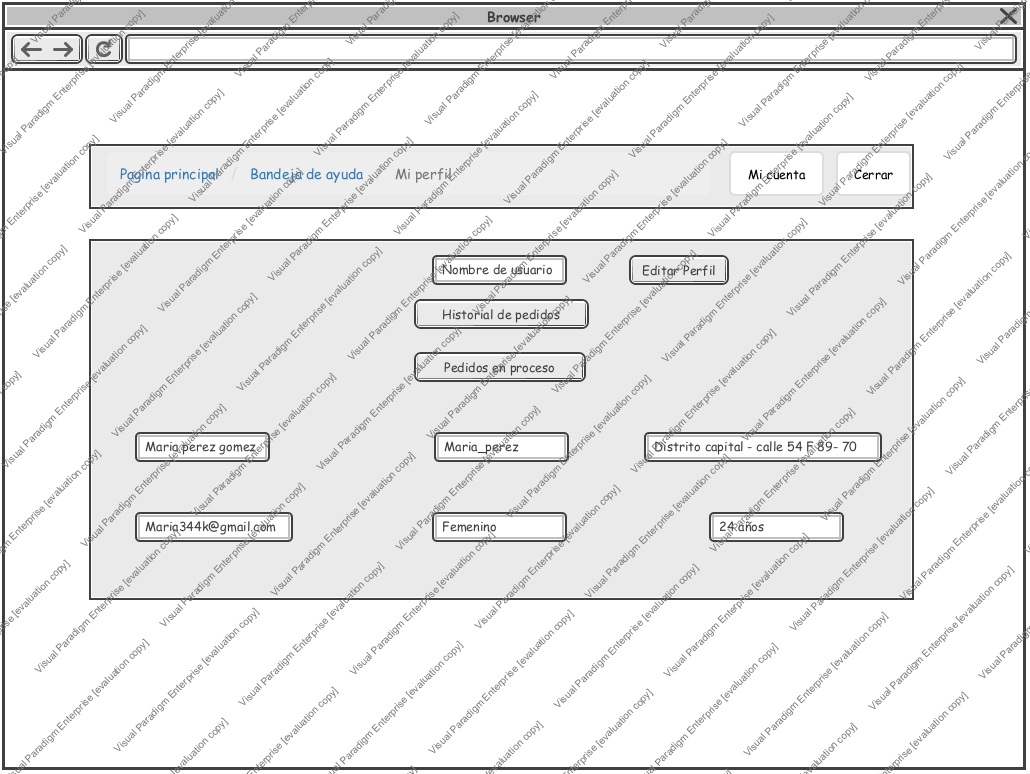 Browser
Pagina principal / Bandeja de ayuda Mi perfil Mi cuenta Cerrar
Nombre de usuario Editar Perfil
Historial de pedidos
Pedidos en proceso
Maria perez gomez Maria_perez Distrito capital - calle 54 F 89- 70
Maria344k@gmail.com Femenino 24 años
Visual Paradigm Enterprise [evaluation copy]